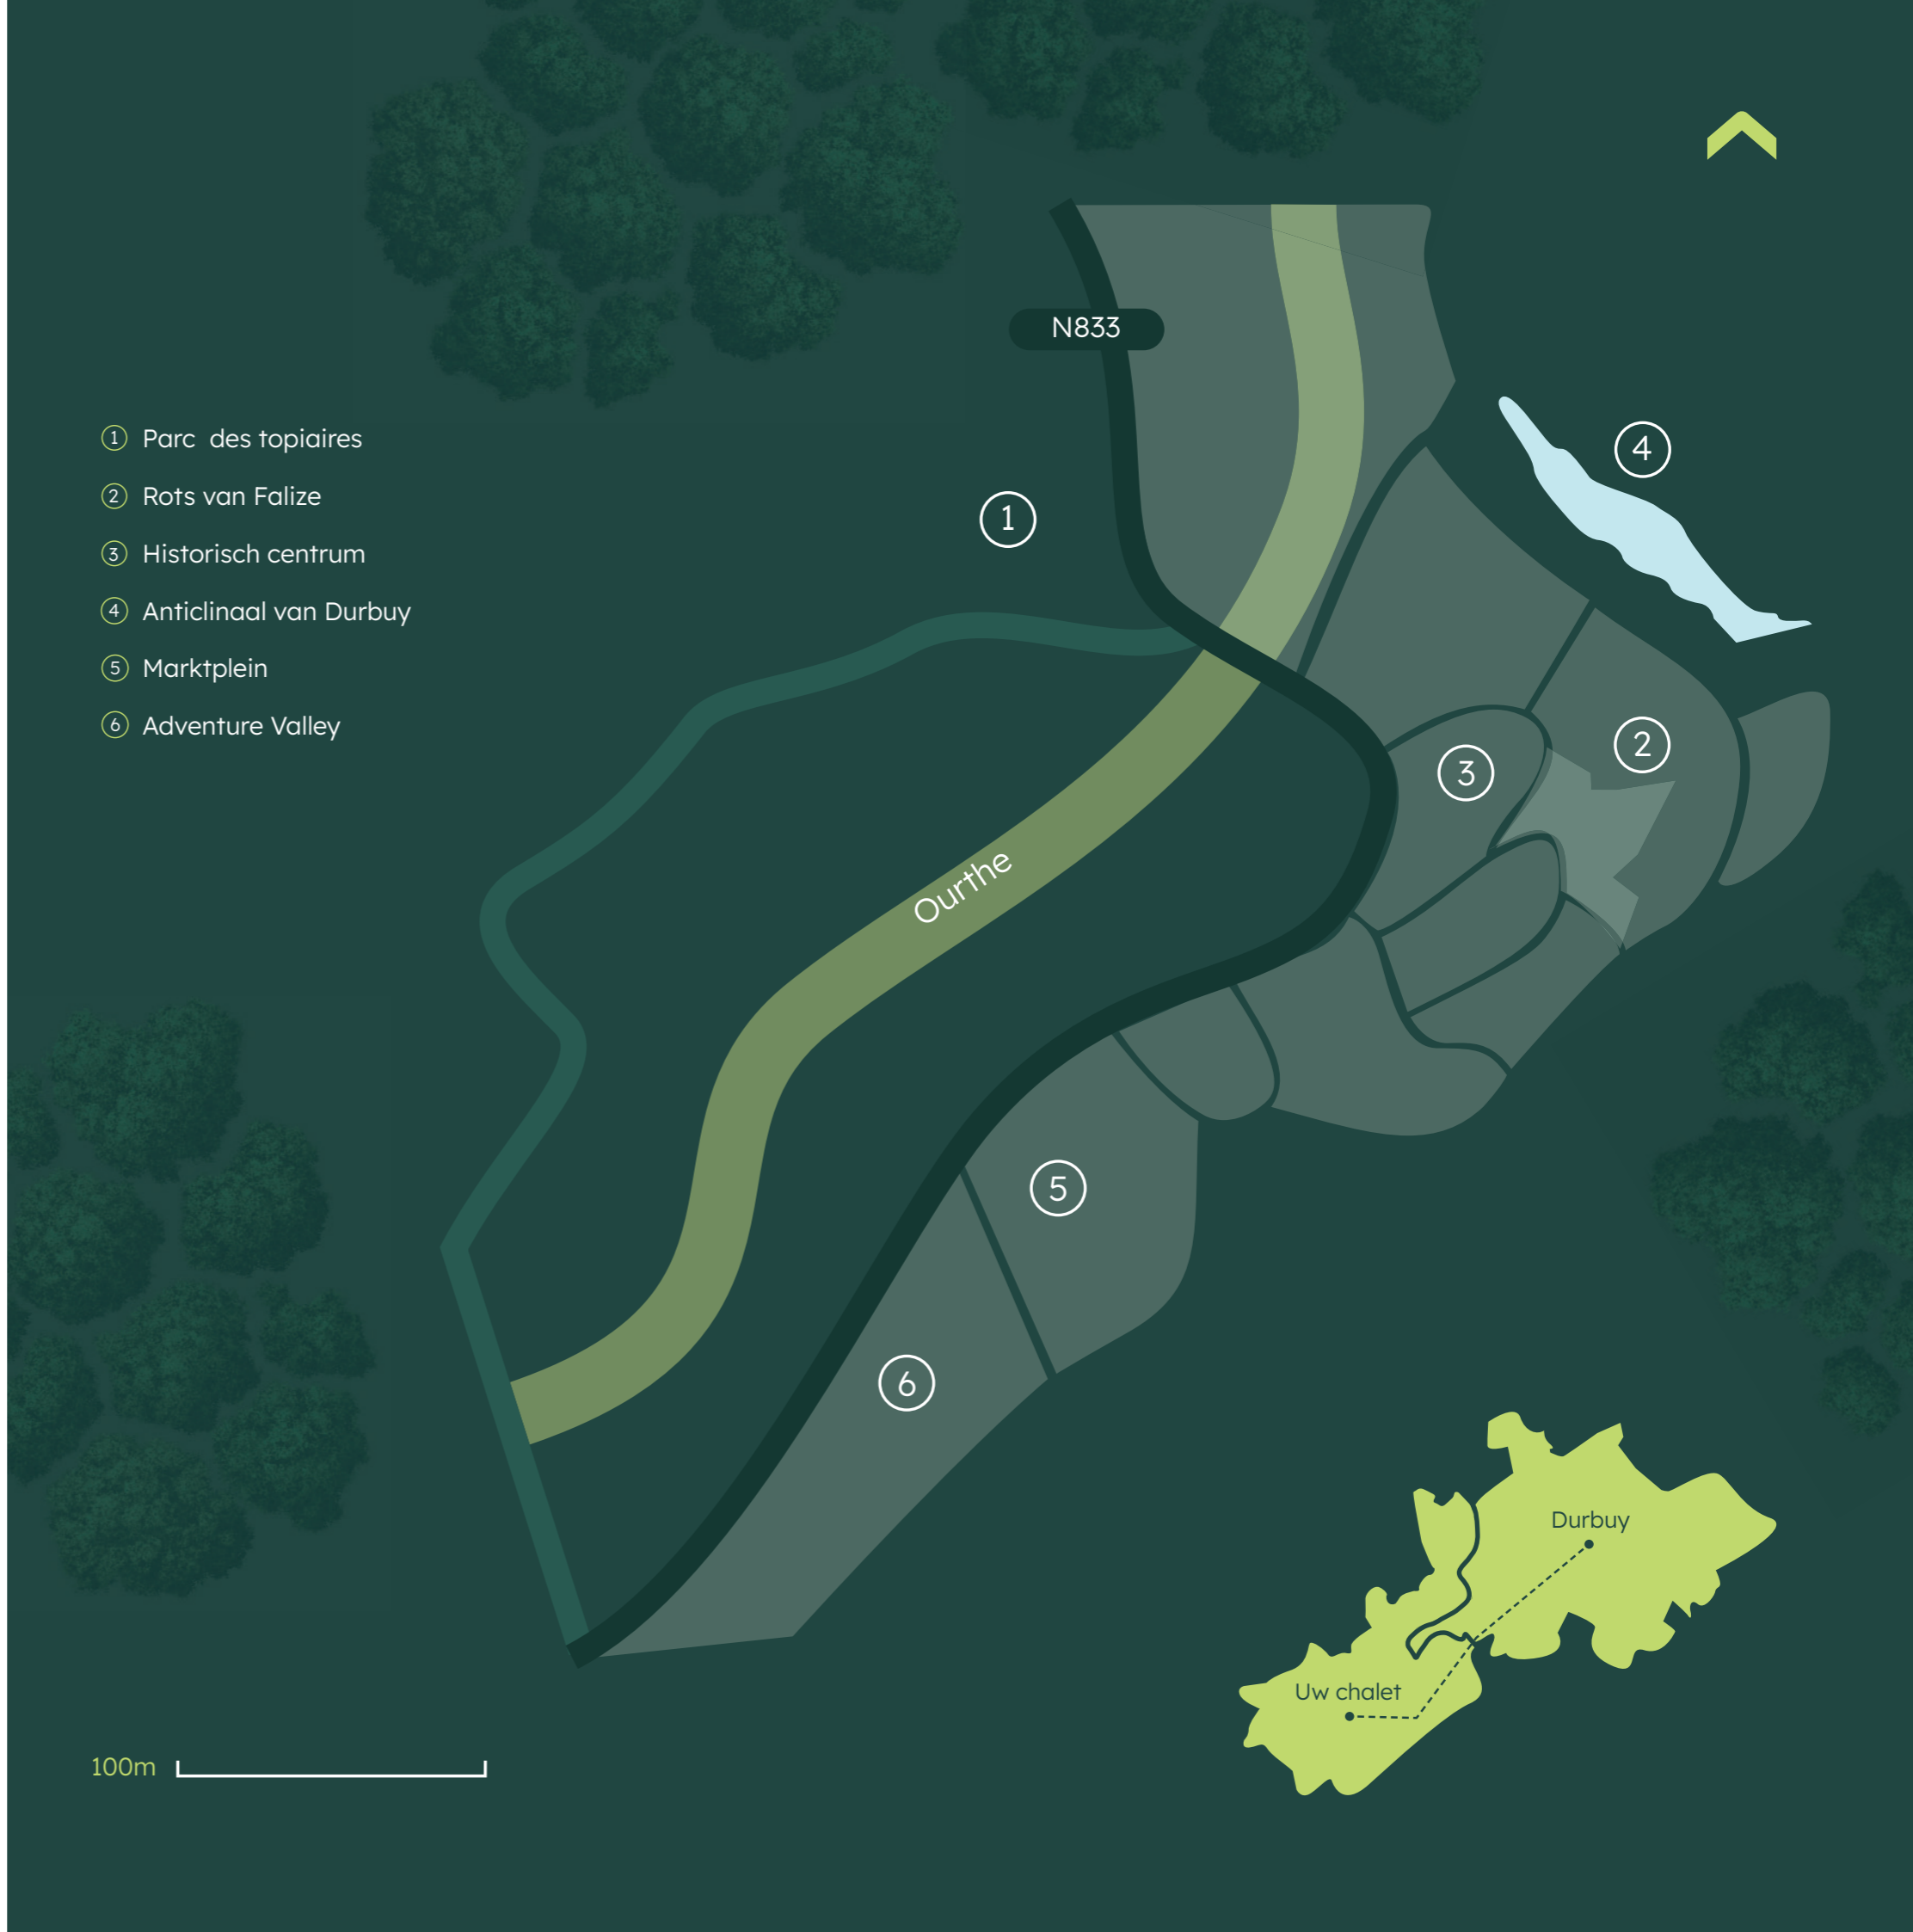 N833
4
1
① Parc des topiaires
② Rots van Falize
③ Historisch centrum
④ Anticlinaal van Durbuy
⑤ Marktplein
⑥ Adventure Valley
2
3
Ourthe
5
6
Durbuy
Uw chalet
100m